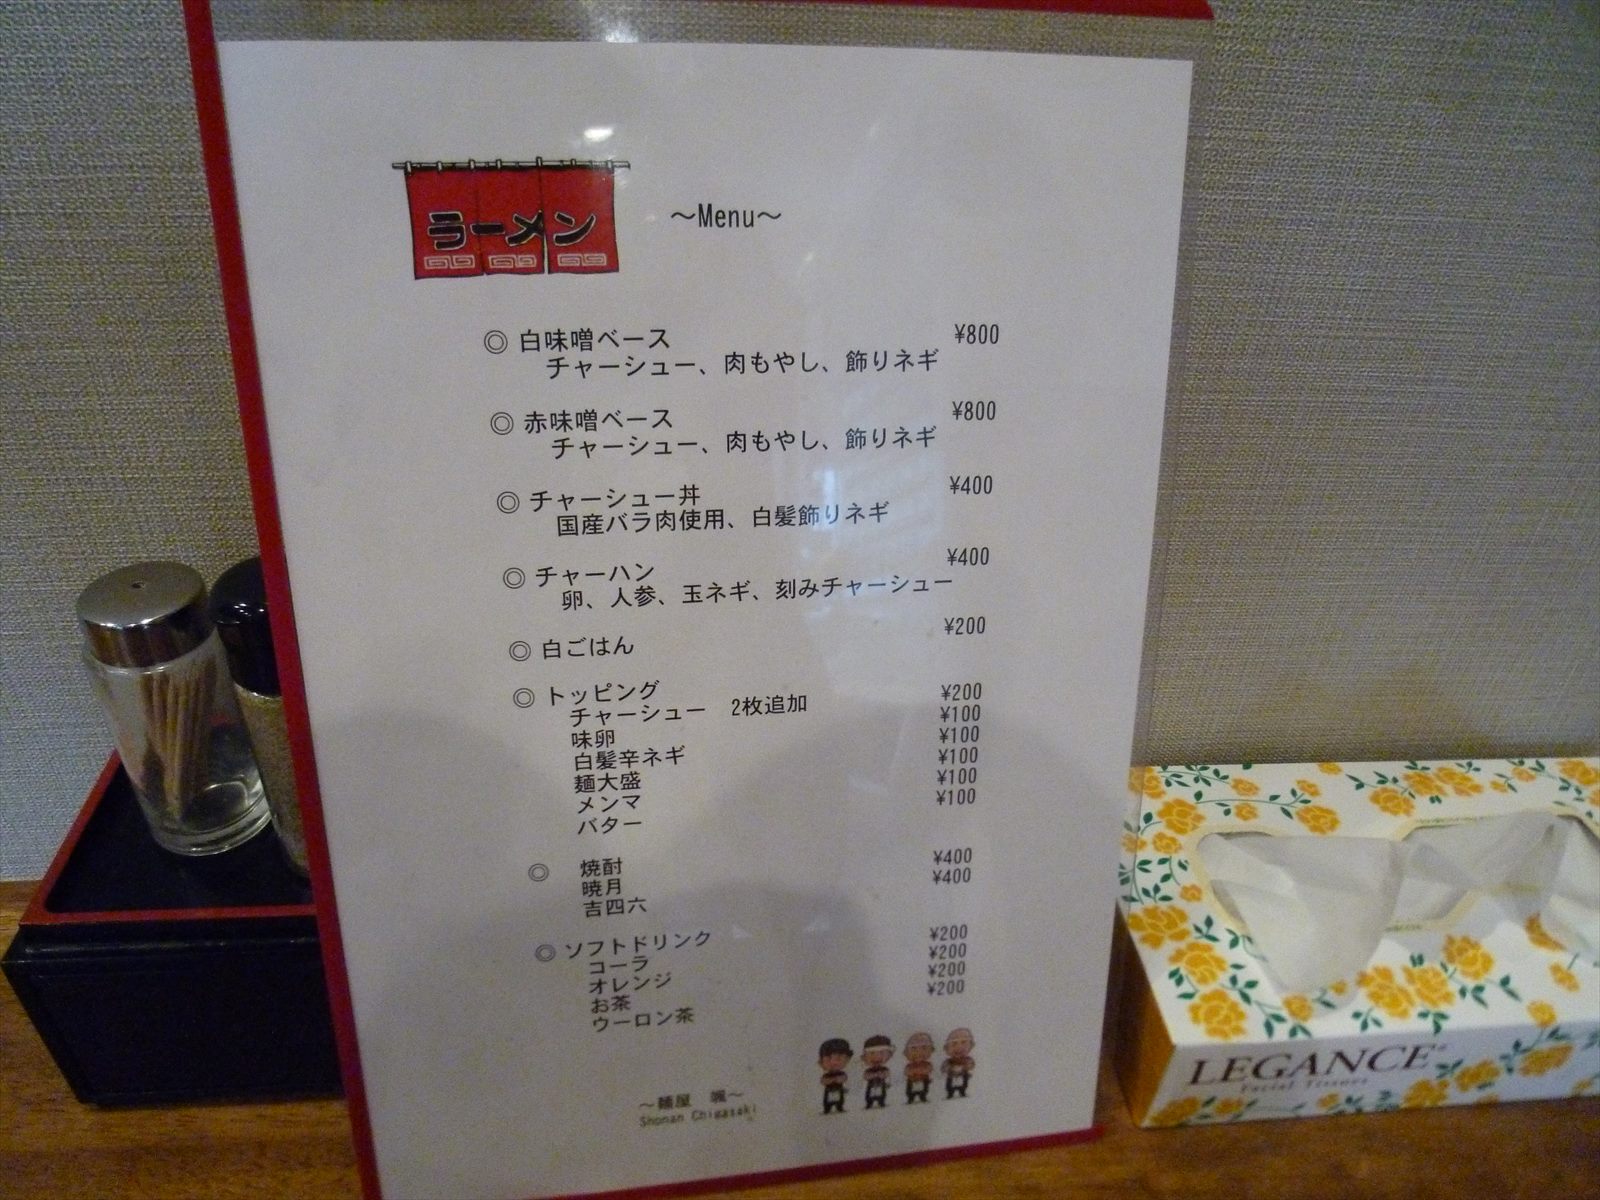 ラーメン
～Menu～
◎ 白味噌ベース ¥800
チャーシュー、肉もやし、飾りネギ
◎ 赤味噌ベース ¥800
チャーシュー、肉もやし、飾りネギ
◎ チャーシュー丼 ¥400
国産バラ肉使用、白髪飾りネギ
◎ チャーハン ¥400
卵、人参、玉ネギ、刻みチャーシュー
◎ 白ごはん ¥200
◎ トッピング
チャーシュー 2枚追加 ¥200
味卵 ¥100
白髪辛ネギ ¥100
麺大盛 ¥100
メンマ ¥100
バター ¥100
◎ 焼酎
暁月 ¥400
吉四六 ¥400
◎ ソフトドリンク
コーラ ¥200
オレンジ ¥200
お茶 ¥200
ウーロン茶 ¥200
～麺屋 颯～
Shonan Chigasaki
LEGANCE
Facial Tissues